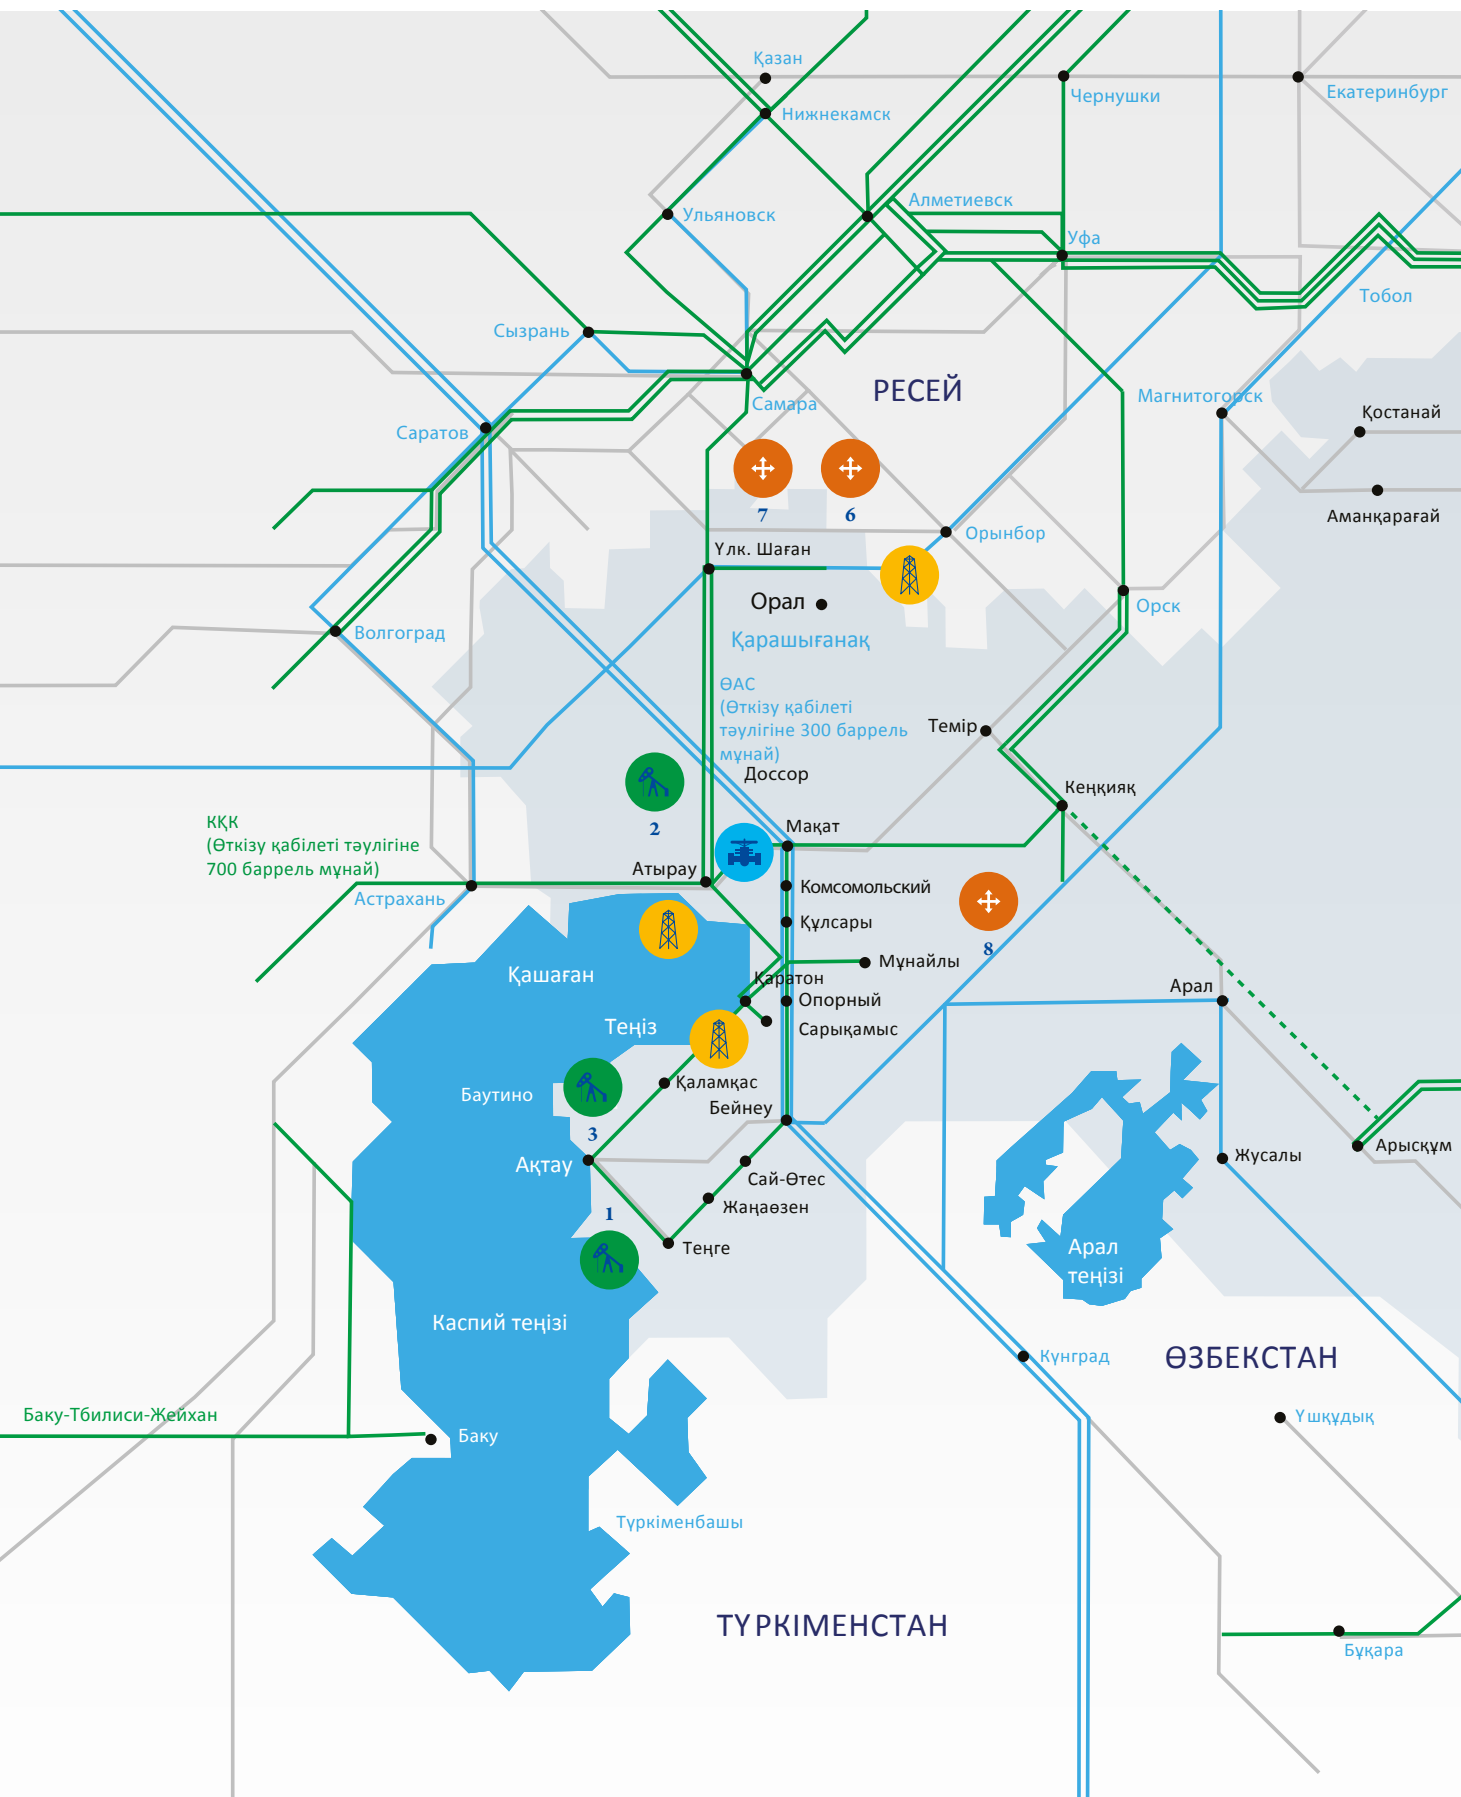 Қазан
Чернушки
Екатеринбург
Нижнекамск
Алметиевск
Ульяновск
Уфа
Тобол
Сызрань
РЕСЕЙ
Самара
Магнитогорск
Қостанай
Саратов
7
6
Аманқарағай
Орынбор
Үлк. Шаған
Орал
Орск
Волгоград
Қарашығанақ
ӨАС
(Өткізу қабілеті
тәулігіне 300 баррель
мұнай)
Темір
Доссор
Кеңқияқ
2
Мақат
КҚК
(Өткізу қабілеті тәулігіне
700 баррель мұнай)
Атырау
Комсомольский
Астрахань
Құлсары
8
Мұнайлы
Қашаған
Қаратон
Арал
Опорный
Теңіз
Сарықамыс
Қаламқас
Баутино
Бейнеу
3
Арысқұм
Жусалы
Ақтау
Сай-Өтес
Жаңаөзен
1
Теңге
Арал
теңізі
Каспий теңізі
Күнград
ӨЗБЕКСТАН
Баку-Тбилиси-Жейхан
Үшқұдық
Баку
Түркіменбашы
ТҮРКІМЕНСТАН
Бұқара